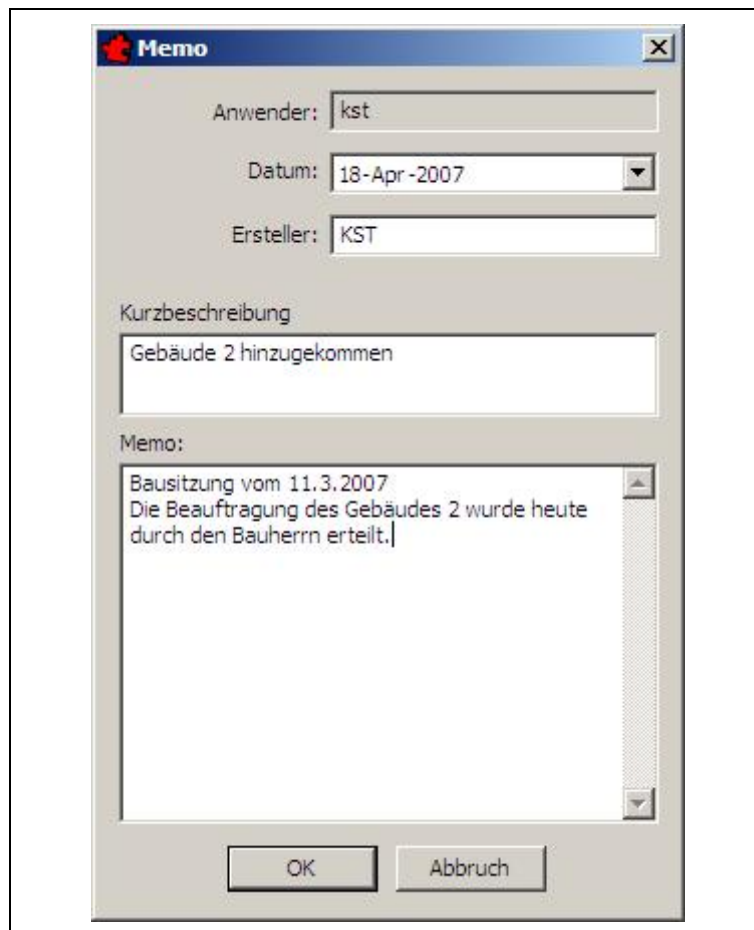 Memo
Anwender: kst
Datum: 18-Apr-2007
Ersteller: KST
Kurzbeschreibung
Gebäude 2 hinzugekommen
Memo:
Bausitzung vom 11.3.2007
Die Beauftragung des Gebäudes 2 wurde heute
durch den Bauherrn erteilt.
OK Abbruch